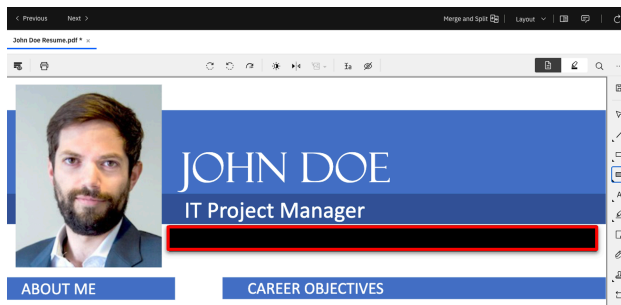 Previous Next
Merge and Split Layout
John Doe Resume.pdf *
JOHN DOE
IT Project Manager
ABOUT ME
CAREER OBJECTIVES